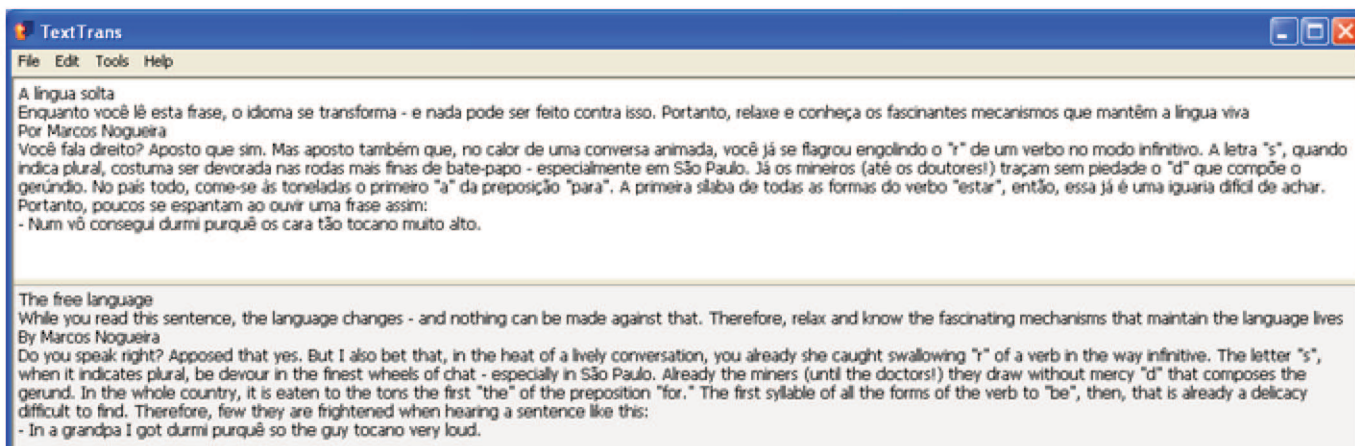 TextTrans
File Edit Tools Help
A língua solta
Enquanto você lê esta frase, o idioma se transforma - e nada pode ser feito contra isso. Portanto, relaxe e conheça os fascinantes mecanismos que mantêm a língua viva
Por Marcos Nogueira
Você fala direito? Aposto que sim. Mas aposto também que, no calor de uma conversa animada, você já se flagrou engolindo o "r" de um verbo no modo infinitivo. A letra "s", quando
indica plural, costuma ser devorada nas rodas mais finas de bate-papo - especialmente em São Paulo. Já os mineiros (até os doutores!) traçam sem piedade o "d" que compõe o
gerúndio. No país todo, come-se às toneladas o primeiro "a" da preposição "para". A primeira sílaba de todas as formas do verbo "estar", então, essa já é uma iguaria difícil de achar.
Portanto, poucos se espantam ao ouvir uma frase assim:
- Num vô consegui durmi purquê os cara tão tocano muito alto.
The free language
While you read this sentence, the language changes - and nothing can be made against that. Therefore, relax and know the fascinating mechanisms that maintain the language lives
By Marcos Nogueira
Do you speak right? Apposed that yes. But I also bet that, in the heat of a lively conversation, you already she caught swallowing "r" of a verb in the way infinitive. The letter "s",
when it indicates plural, be devour in the finest wheels of chat - especially in São Paulo. Already the miners (until the doctors!) they draw without mercy "d" that composes the
gerund. In the whole country, it is eaten to the tons the first "the" of the preposition "for." The first syllable of all the forms of the verb to "be", then, that is already a delicacy
difficult to find. Therefore, few they are frightened when hearing a sentence like this:
- In a grandpa I got durmi purquê so the guy tocano very loud.